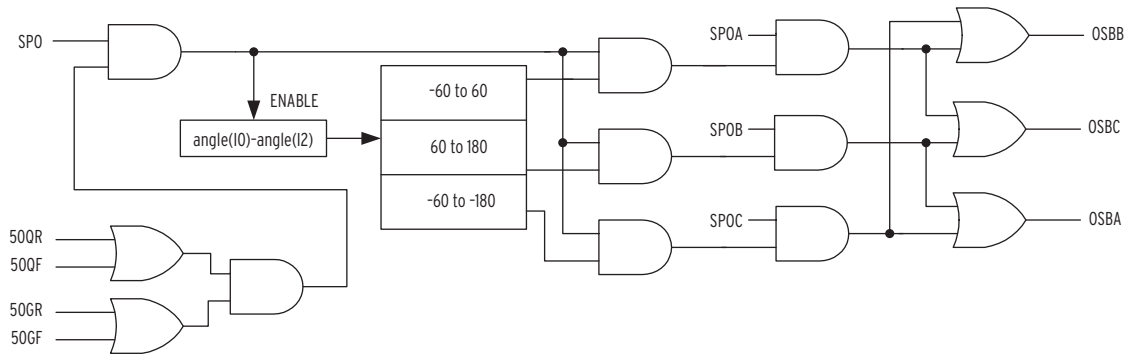 SPO
ENABLE
angle(I0)-angle(I2)
-60 to 60
60 to 180
-60 to -180
SPOA
SPOB
SPOC
OSBB
OSBC
OSBA
50QR
50QF
50GR
50GF